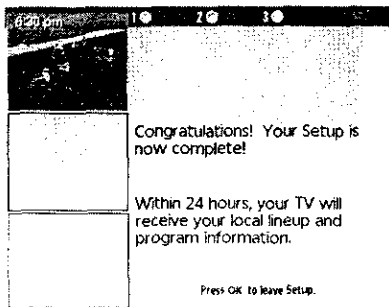 6:30 pm 1 2 3
Congratulations! Your Setup is
now complete!
Within 24 hours, your TV will
receive your local lineup and
program information.
Press OK to leave Setup.